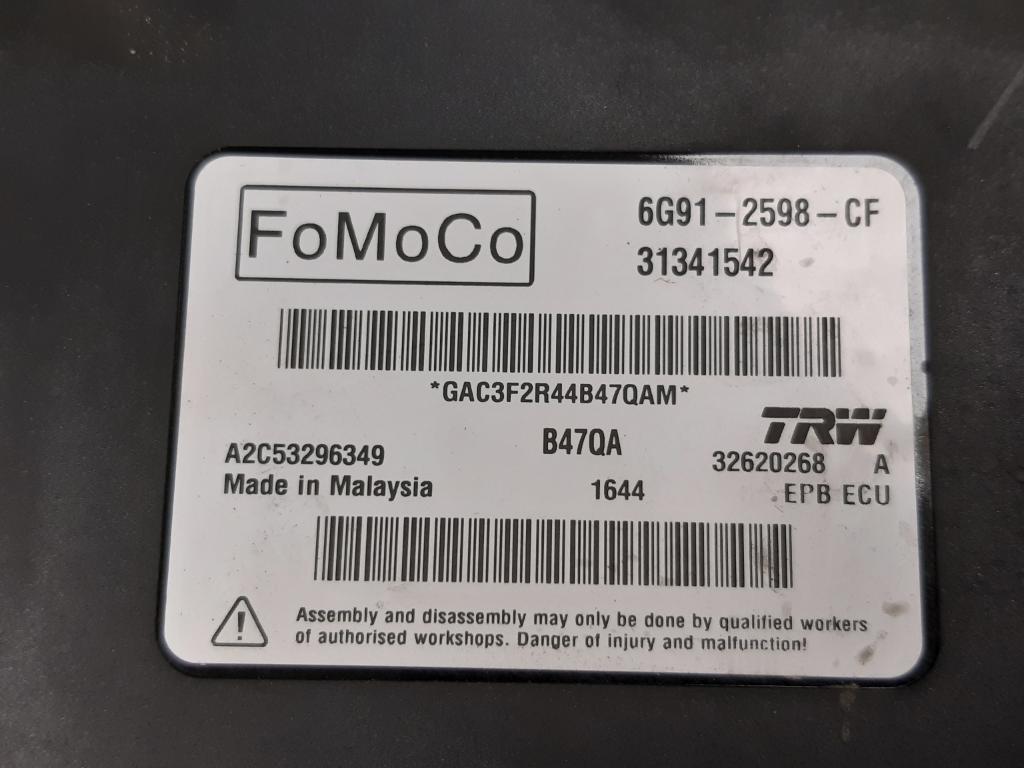 FoMoCo
6G91-2598-CF
31341542
*GAC3F2R44B47QAM*
TRW
A2C53296349
B47QA
32620268 A
Made in Malaysia
1644
EPB ECU
Assembly and disassembly may only be done by qualified workers
of authorised workshops. Danger of injury and malfunction!